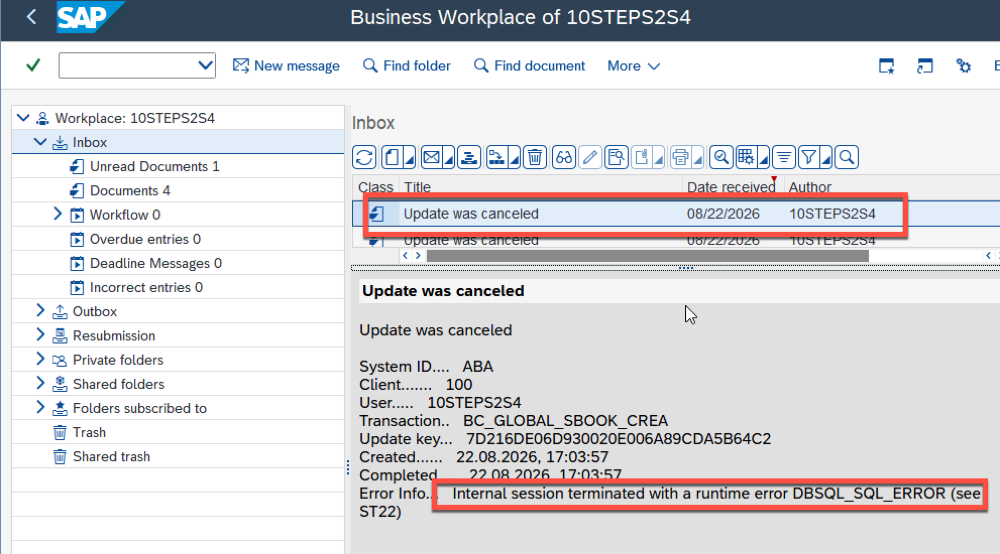 SAP
Business Workplace of 10STEPS2S4
New message
Find folder
Find document
More
Workplace: 10STEPS2S4
Inbox
Unread Documents 1
Documents 4
Workflow 0
Overdue entries 0
Deadline Messages 0
Incorrect entries 0
Outbox
Resubmission
Private folders
Shared folders
Folders subscribed to
Trash
Shared trash
Inbox
Class Title Date received Author
Update was canceled 08/22/2026 10STEPS2S4
Update was canceled 08/22/2026 10STEPS2S4
Update was canceled
Update was canceled
System ID.... ABA
Client....... 100
User..... 10STEPS2S4
Transaction.. BC_GLOBAL_SBOOK_CREA
Update key... 7D216DE06D930020E006A89CDA5B64C2
Created...... 22.08.2026, 17:03:57
Completed.... 22.08.2026, 17:03:57
Error Info... Internal session terminated with a runtime error DBSQL_SQL_ERROR (see
ST22)